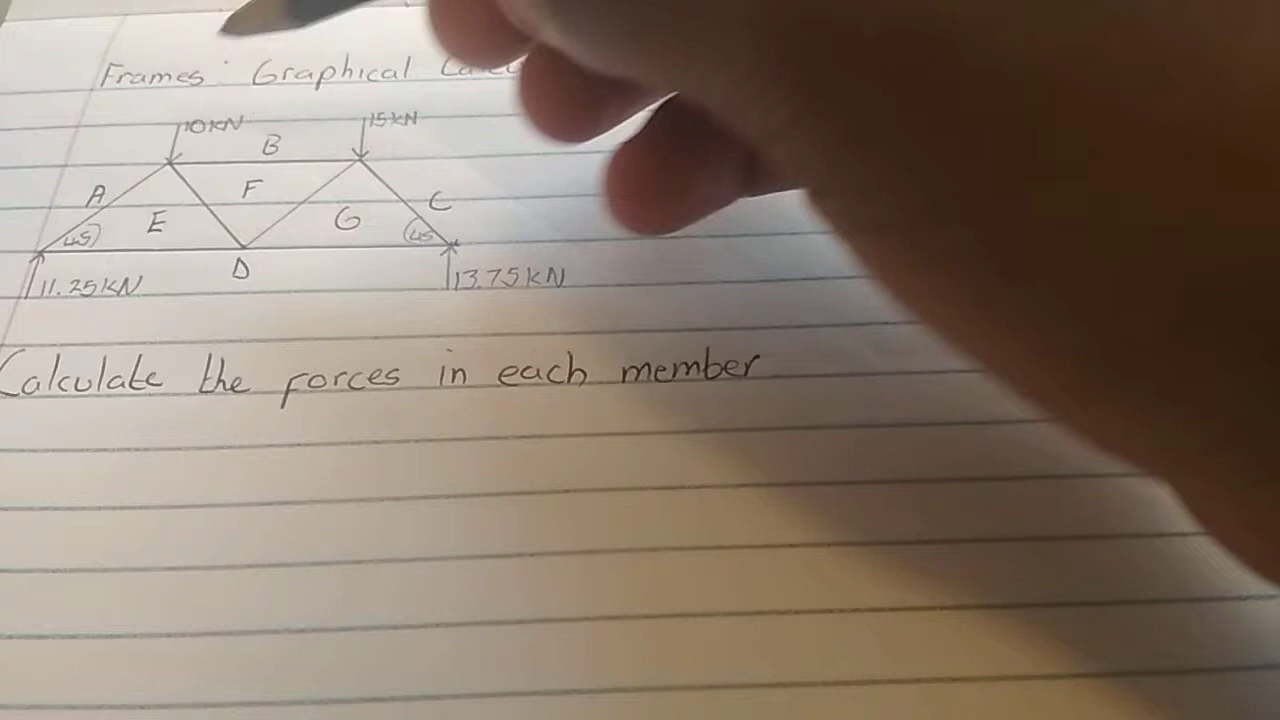 Frames: Graphical
10KN 15KN
B
A F C
E G
45 45
D
11.25KN 13.75KN
Calculate the forces in each member